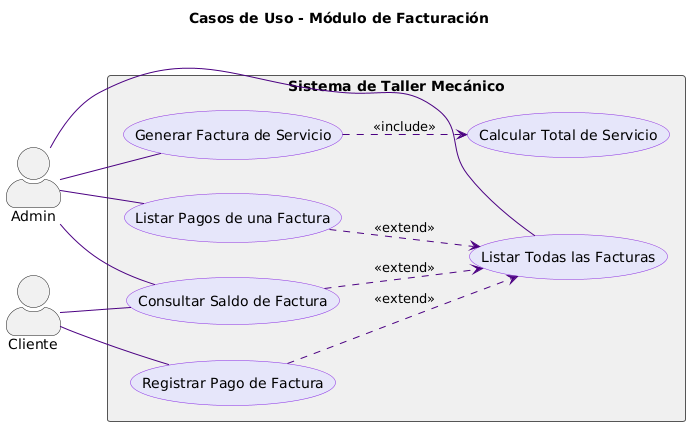 Casos de Uso - Módulo de Facturación
Sistema de Taller Mecánico
Generar Factura de Servicio
«include»
Calcular Total de Servicio
Admin
Listar Pagos de una Factura
«extend»
Listar Todas las Facturas
Consultar Saldo de Factura
«extend»
Cliente
«extend»
Registrar Pago de Factura